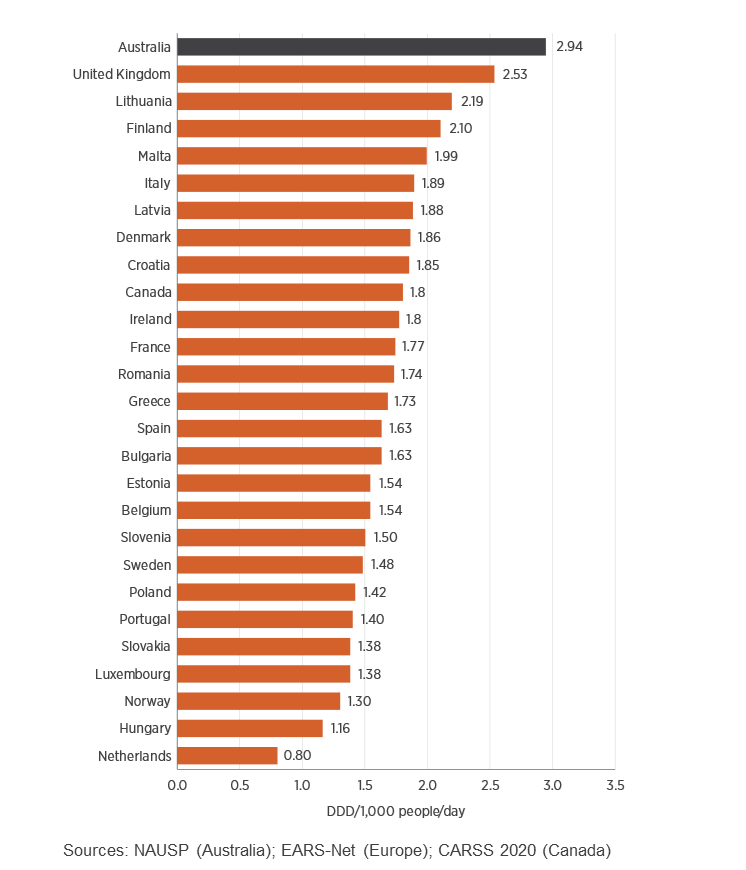 Australia 2.94
United Kingdom 2.53
Lithuania 2.19
Finland 2.10
Malta 1.99
Italy 1.89
Latvia 1.88
Denmark 1.86
Croatia 1.85
Canada 1.8
Ireland 1.8
France 1.77
Romania 1.74
Greece 1.73
Spain 1.63
Bulgaria 1.63
Estonia 1.54
Belgium 1.54
Slovenia 1.50
Sweden 1.48
Poland 1.42
Portugal 1.40
Slovakia 1.38
Luxembourg 1.38
Norway 1.30
Hungary 1.16
Netherlands 0.80
0.0 0.5 1.0 1.5 2.0 2.5 3.0 3.5
DDD/1,000 people/day
Sources: NAUSP (Australia); EARS-Net (Europe); CARSS 2020 (Canada)